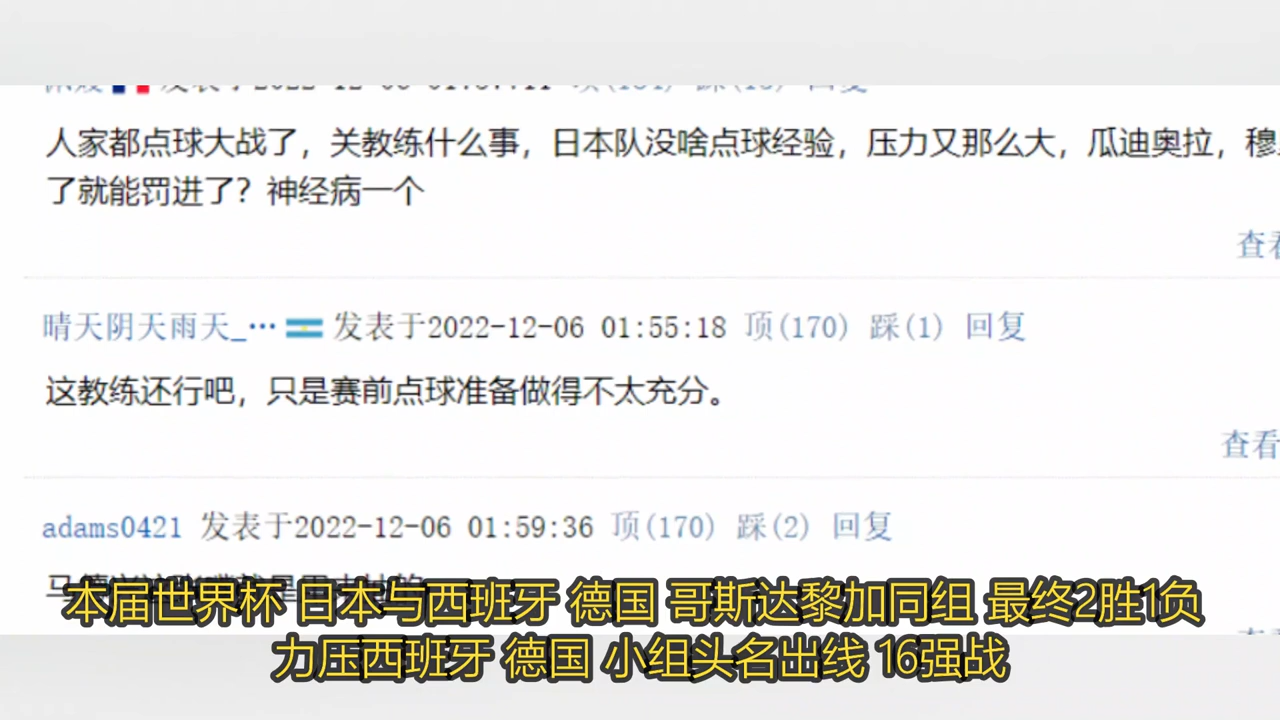 人家都点球大战了，关教练什么事，日本队没啥点球经验，压力又那么大，瓜迪奥拉，穆
了就能罚进了？神经病一个
查看
晴天阴天雨天_… 发表于2022-12-06 01:55:18 顶(170) 踩(1) 回复
这教练还行吧，只是赛前点球准备做得不太充分。
查看
adams0421 发表于2022-12-06 01:59:36 顶(170) 踩(2) 回复
本届世界杯 日本与西班牙 德国 哥斯达黎加同组 最终2胜1负
力压西班牙 德国 小组头名出线 16强战